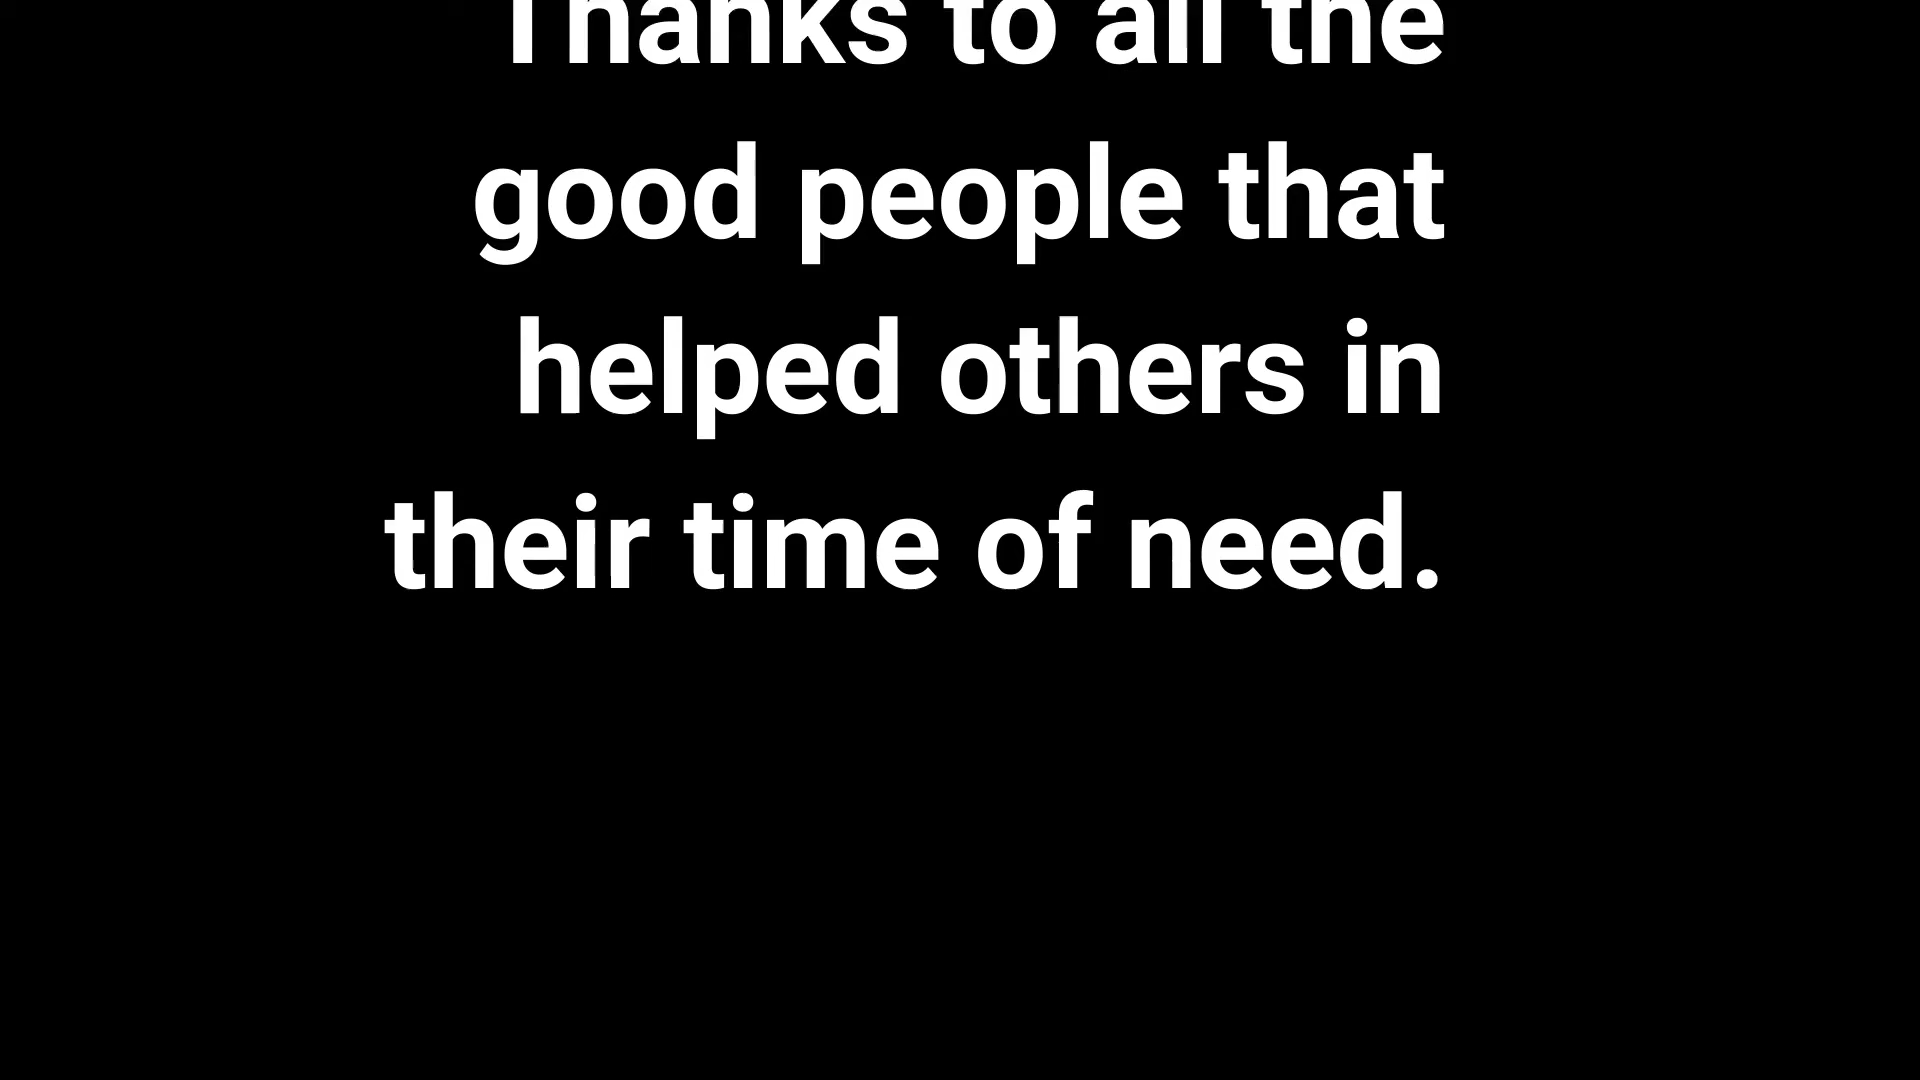 Thanks to all the
good people that
helped others in
their time of need.